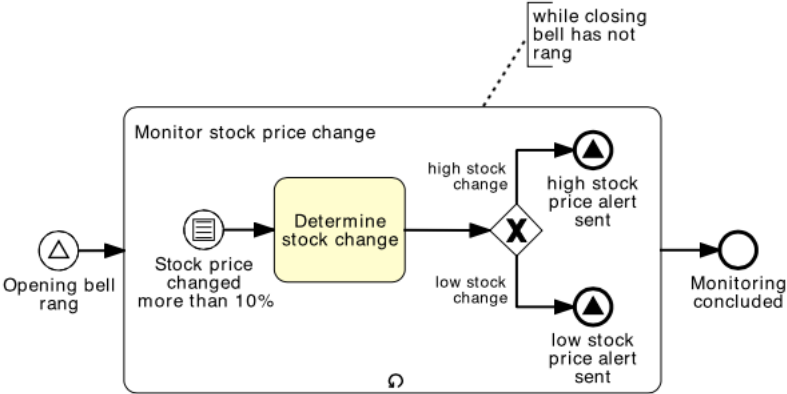 while closing
bell has not
rang
Monitor stock price change
high stock
change
high stock
price alert
sent
Determine
stock change
X
Opening bell
rang
Stock price
changed
more than 10%
low stock
change
low stock
price alert
sent
Monitoring
concluded